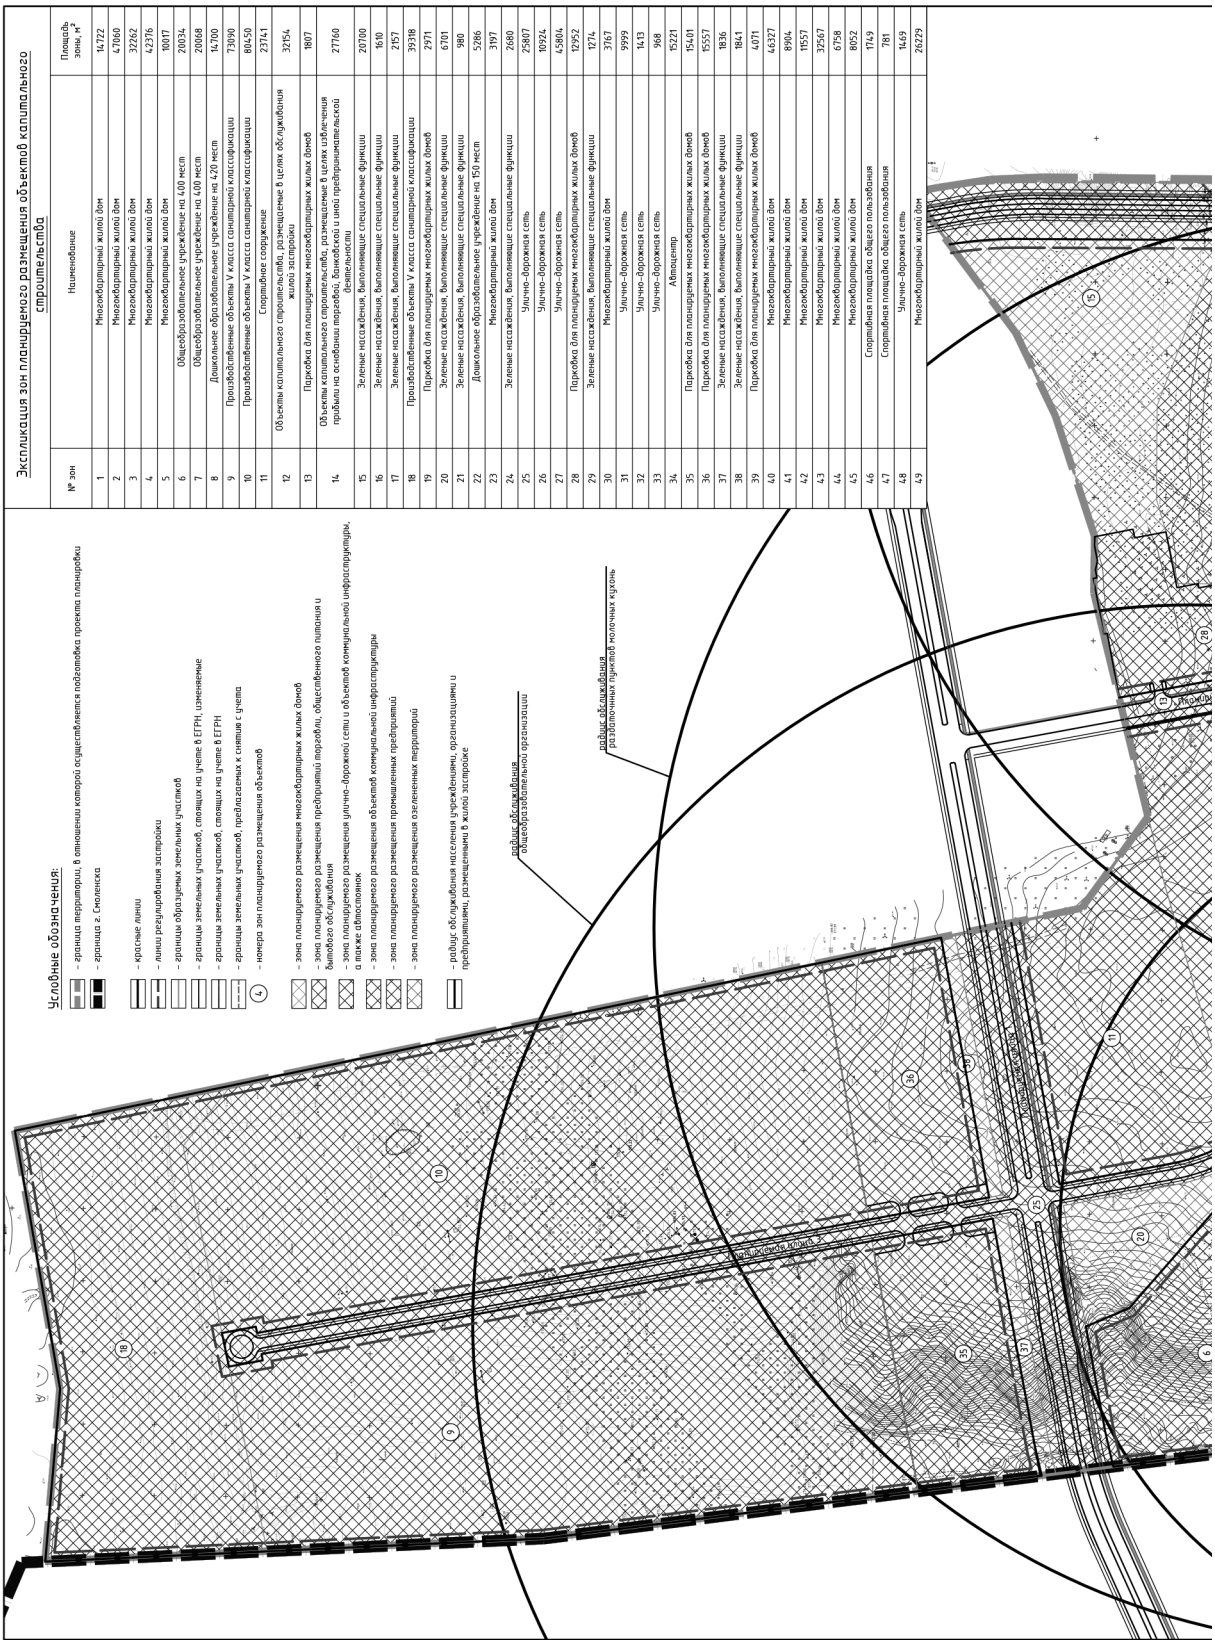 Экспликация зон планируемого размещения объектов капитального
строительства
№ зон Наименование Площадь зоны, м²
1 Многоквартирный жилой дом 14722
2 Многоквартирный жилой дом 47060
3 Многоквартирный жилой дом 32262
4 Многоквартирный жилой дом 42376
5 Многоквартирный жилой дом 10017
6 Общеобразовательное учреждение на 400 мест 20034
7 Общеобразовательное учреждение на 400 мест 20068
8 Дошкольное образовательное учреждение на 420 мест 14700
9 Производственные объекты V класса санитарной классификации 73090
10 Производственные объекты V класса санитарной классификации 80450
11 Спортивное сооружение 23741
12 Объекты капитального строительства, размещаемые в целях обслуживания
жилой застройки 32154
13 Парковка для планируемых многоквартирных жилых домов 1807
14 Объекты капитального строительства, размещаемые в целях извлечения
прибыли на основании торговой, банковской и иной предпринимательской
деятельности 27760
15 Зеленые насаждения, выполняющие специальные функции 20700
16 Зеленые насаждения, выполняющие специальные функции 1610
17 Зеленые насаждения, выполняющие специальные функции 2157
18 Производственные объекты V класса санитарной классификации 39318
19 Парковка для планируемых многоквартирных жилых домов 2971
20 Зеленые насаждения, выполняющие специальные функции 6701
21 Зеленые насаждения, выполняющие специальные функции 980
22 Дошкольное образовательное учреждение на 150 мест 5286
23 Многоквартирный жилой дом 3197
24 Зеленые насаждения, выполняющие специальные функции 2680
25 Улично-дорожная сеть 25807
26 Улично-дорожная сеть 10924
27 Улично-дорожная сеть 45804
28 Парковка для планируемых многоквартирных жилых домов 12952
29 Зеленые насаждения, выполняющие специальные функции 1274
30 Многоквартирный жилой дом 3767
31 Улично-дорожная сеть 9999
32 Улично-дорожная сеть 1413
33 Улично-дорожная сеть 968
34 Автоцентр 15221
35 Парковка для планируемых многоквартирных жилых домов 15401
36 Парковка для планируемых многоквартирных жилых домов 15557
37 Зеленые насаждения, выполняющие специальные функции 1836
38 Зеленые насаждения, выполняющие специальные функции 1841
39 Парковка для планируемых многоквартирных жилых домов 4071
40 Многоквартирный жилой дом 46327
41 Многоквартирный жилой дом 8904
42 Многоквартирный жилой дом 11557
43 Многоквартирный жилой дом 32567
44 Многоквартирный жилой дом 6758
45 Многоквартирный жилой дом 8052
46 Спортивная площадка общего пользования 1749
47 Спортивная площадка общего пользования 781
48 Улично-дорожная сеть 1469
49 Многоквартирный жилой дом 26229
Условные обозначения:
- граница территории, в отношении которой осуществляется подготовка проекта планировки
- граница г. Смоленска
- красные линии
- линии регулирования застройки
- границы образуемых земельных участков
- границы земельных участков, стоящих на учете в ЕГРН, изменяемые
- границы земельных участков, стоящих на учете в ЕГРН
- границы земельных участков, предлагаемых к снятию с учета
4 - номера зон планируемого размещения объектов
- зона планируемого размещения многоквартирных жилых домов
- зона планируемого размещения предприятий торговли, общественного питания и
бытового обслуживания
- зона планируемого размещения улично-дорожной сети и объектов коммунальной инфраструктуры,
а также автостоянок
- зона планируемого размещения объектов коммунальной инфраструктуры
- зона планируемого размещения промышленных предприятий
- зона планируемого размещения озелененных территорий
- радиус обслуживания населения учреждениями, организациями и
предприятиями, размещенными в жилой застройке
радиус обслуживания
общеобразовательной организации
радиус обслуживания
раздаточных пунктов молочных кухонь
18
10
9
36
38
35
37
25
20
6
11
13
28
15
Планируемая улица 3